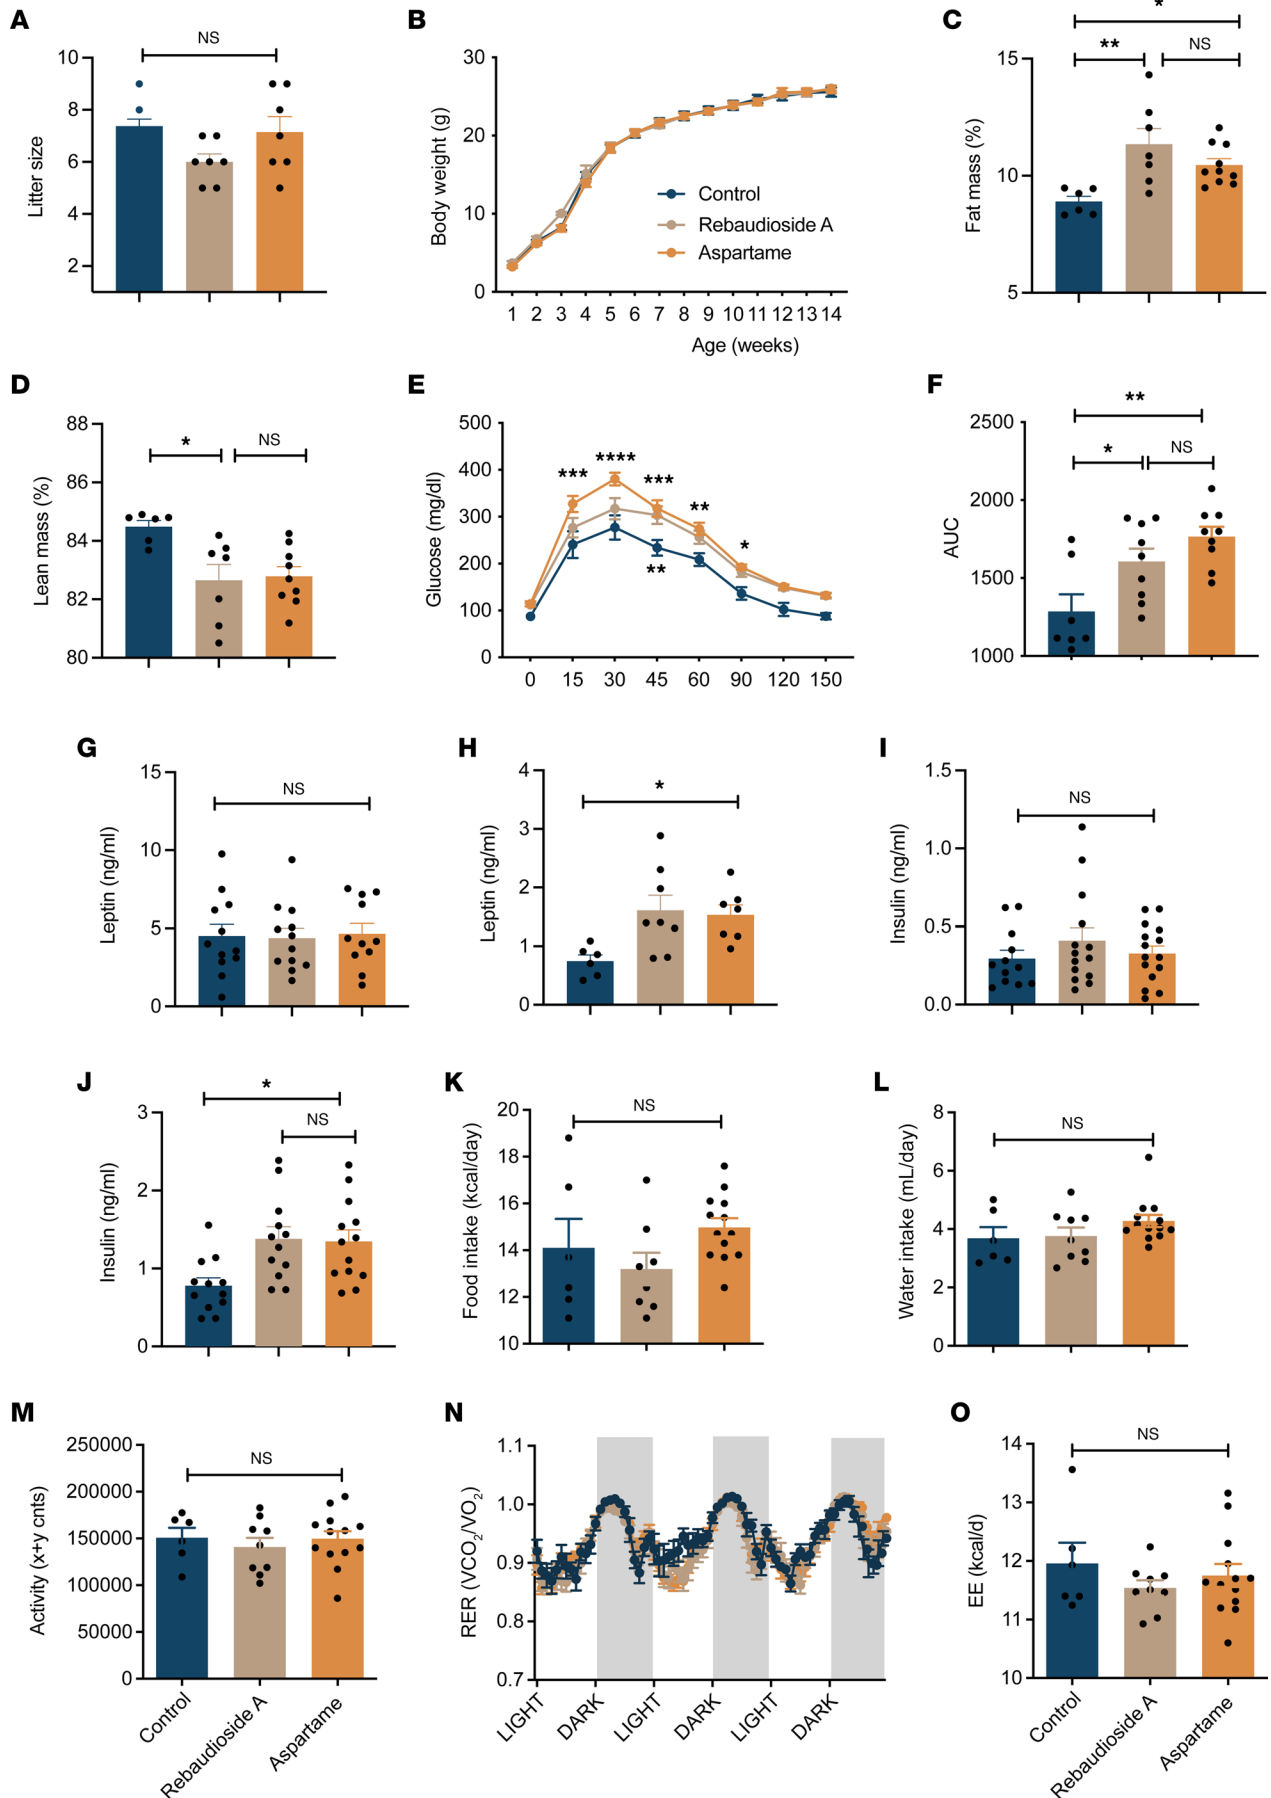 A
NS
10
8
6
4
2
Litter size
B
30
20
10
0
Body weight (g)
Control
Rebaudioside A
Aspartame
1 2 3 4 5 6 7 8 9 10 11 12 13 14
Age (weeks)
C
*
** NS
15
10
5
Fat mass (%)
D
88
86
84
82
80
* NS
Lean mass (%)
E
500
400
300
200
100
0
Glucose (mg/dl)
*** **** *** ** *
**
0 15 30 45 60 90 120 150
F
**
* NS
2500
2000
1500
1000
AUC
G
NS
15
10
5
0
Leptin (ng/ml)
H
*
4
3
2
1
0
Leptin (ng/ml)
I
NS
1.5
1.0
0.5
0.0
Insulin (ng/ml)
J
*
NS
3
2
1
0
Insulin (ng/ml)
K
NS
20
18
16
14
12
10
Food intake (kcal/day)
L
NS
8
6
4
2
0
Water intake (mL/day)
M
NS
250000
200000
150000
100000
50000
0
Activity (x+y cnts)
Control
Rebaudioside A
Aspartame
N
1.1
1.0
0.9
0.8
0.7
RER (VCO₂/VO₂)
LIGHT
DARK
LIGHT
DARK
LIGHT
DARK
O
NS
14
13
12
11
10
EE (kcal/d)
Control
Rebaudioside A
Aspartame